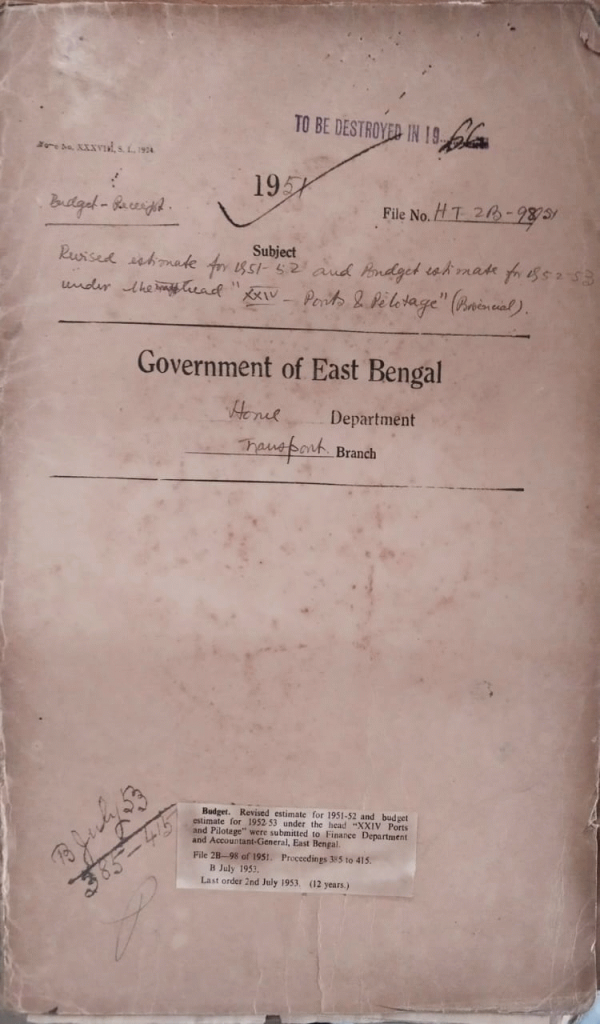 TO BE DESTROYED IN 1966
XXXVIII, S. L., 1951.
1951
Budget - Receipt.
File No. HT 2B-98/51
Subject
Revised estimate for 1951-52 and Budget estimate for 1952-53
under the head "XXIV - Ports & Pilotage" (Provincial).
Government of East Bengal
Home Department
Transport Branch
B July 53
385-415
Budget. Revised estimate for 1951-52 and budget
estimate for 1952-53 under the head "XXIV Ports
and Pilotage" were submitted to Finance Department
and Accountant-General, East Bengal.
File 2B—98 of 1951. Proceedings 385 to 415.
B July 1953.
Last order 2nd July 1953. (12 years.)